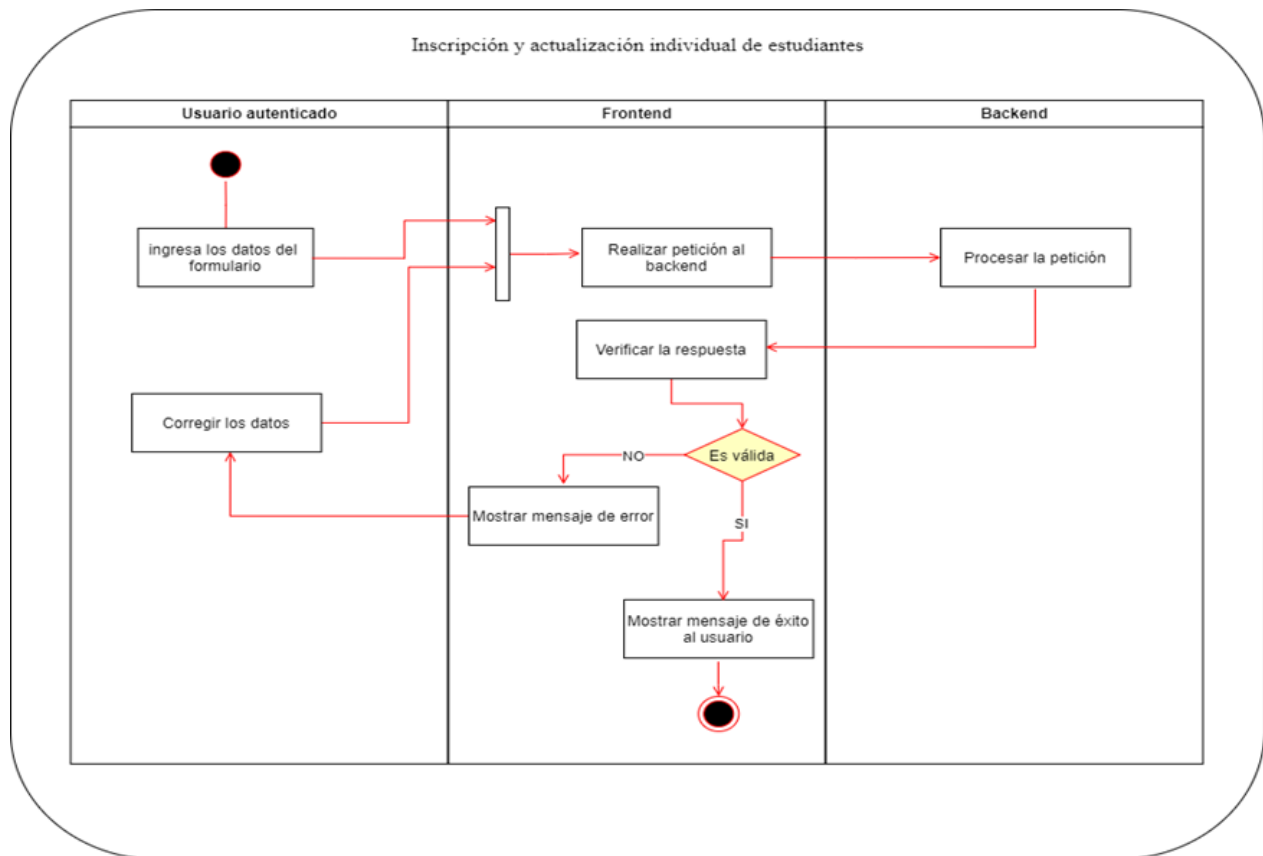 Inscripción y actualización individual de estudiantes
Usuario autenticado
Frontend
Backend
ingresa los datos del
formulario
Realizar petición al
backend
Procesar la petición
Verificar la respuesta
Corregir los datos
Es válida
NO
Mostrar mensaje de error
SI
Mostrar mensaje de éxito
al usuario